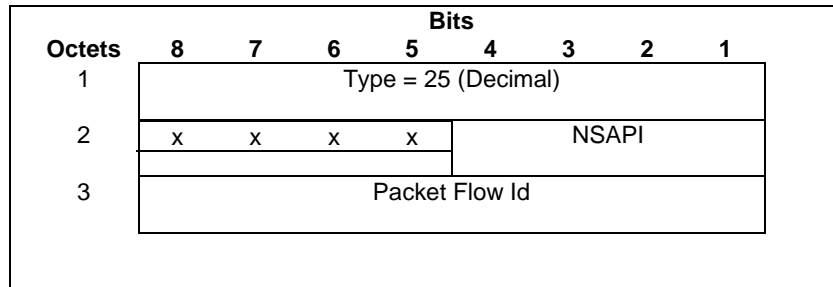 Bits
Octets 8 7 6 5 4 3 2 1
1 Type = 25 (Decimal)
2 x x x x NSAPI
3 Packet Flow Id